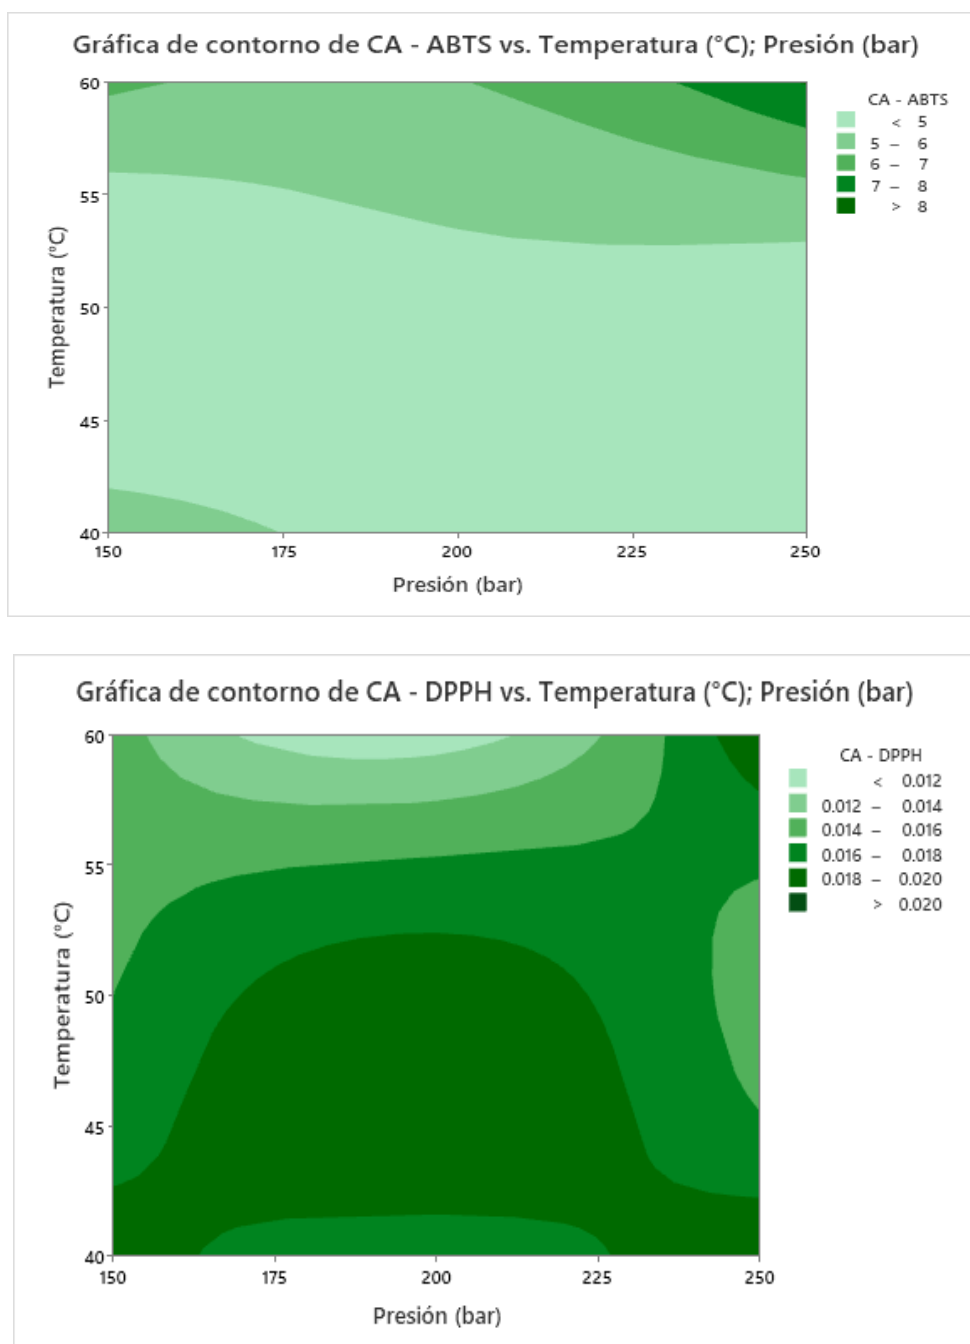 Gráfica de contorno de CA - ABTS vs. Temperatura (°C); Presión (bar)
CA - ABTS
< 5
5 – 6
6 – 7
7 – 8
> 8
Temperatura (°C)
60
55
50
45
40
150 175 200 225 250
Presión (bar)
Gráfica de contorno de CA - DPPH vs. Temperatura (°C); Presión (bar)
CA - DPPH
< 0.012
0.012 – 0.014
0.014 – 0.016
0.016 – 0.018
0.018 – 0.020
> 0.020
Temperatura (°C)
60
55
50
45
40
150 175 200 225 250
Presión (bar)